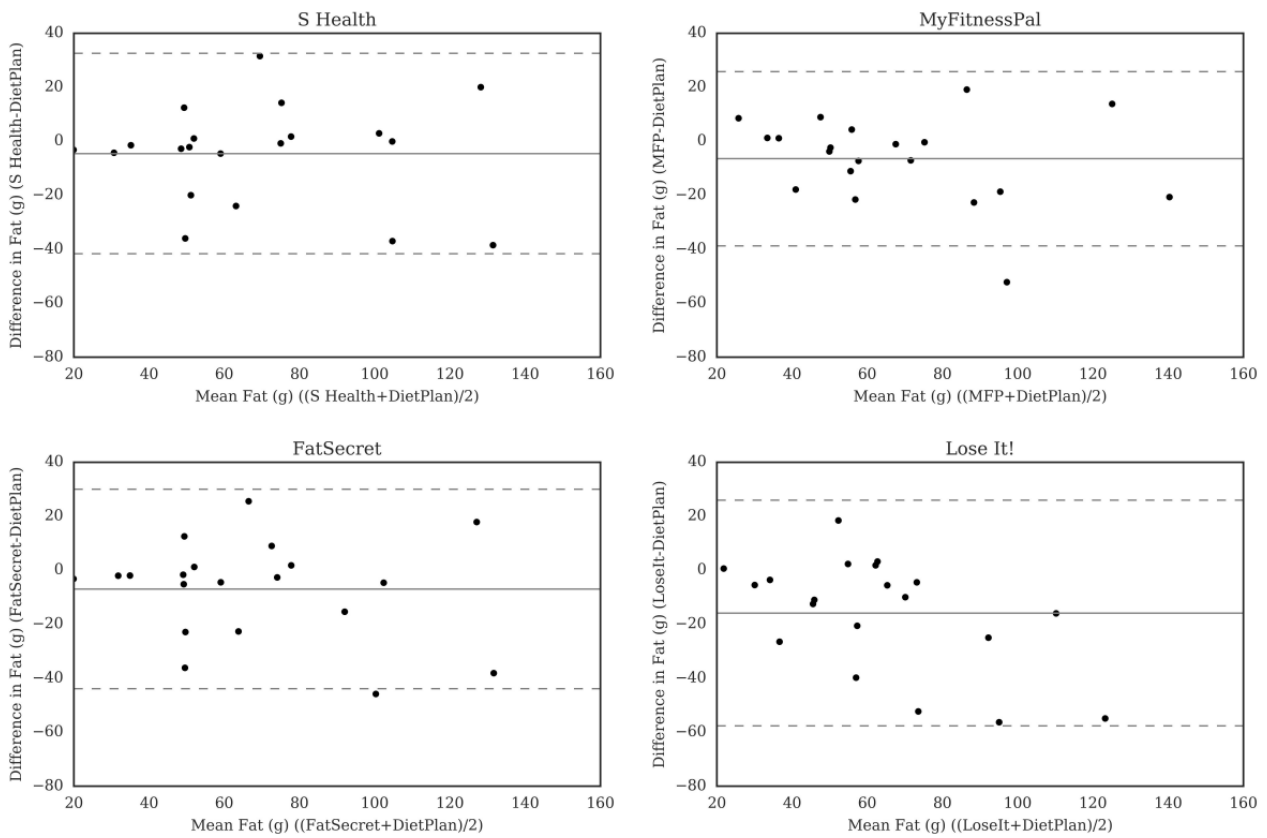 S Health
40
20
0
−20
−40
−60
−80
Difference in Fat (g) (S Health-DietPlan)
20 40 60 80 100 120 140 160
Mean Fat (g) ((S Health+DietPlan)/2)
MyFitnessPal
40
20
0
−20
−40
−60
−80
Difference in Fat (g) (MFP-DietPlan)
20 40 60 80 100 120 140 160
Mean Fat (g) ((MFP+DietPlan)/2)
FatSecret
40
20
0
−20
−40
−60
−80
Difference in Fat (g) (FatSecret-DietPlan)
20 40 60 80 100 120 140 160
Mean Fat (g) ((FatSecret+DietPlan)/2)
Lose It!
40
20
0
−20
−40
−60
−80
Difference in Fat (g) (LoseIt-DietPlan)
20 40 60 80 100 120 140 160
Mean Fat (g) ((LoseIt+DietPlan)/2)